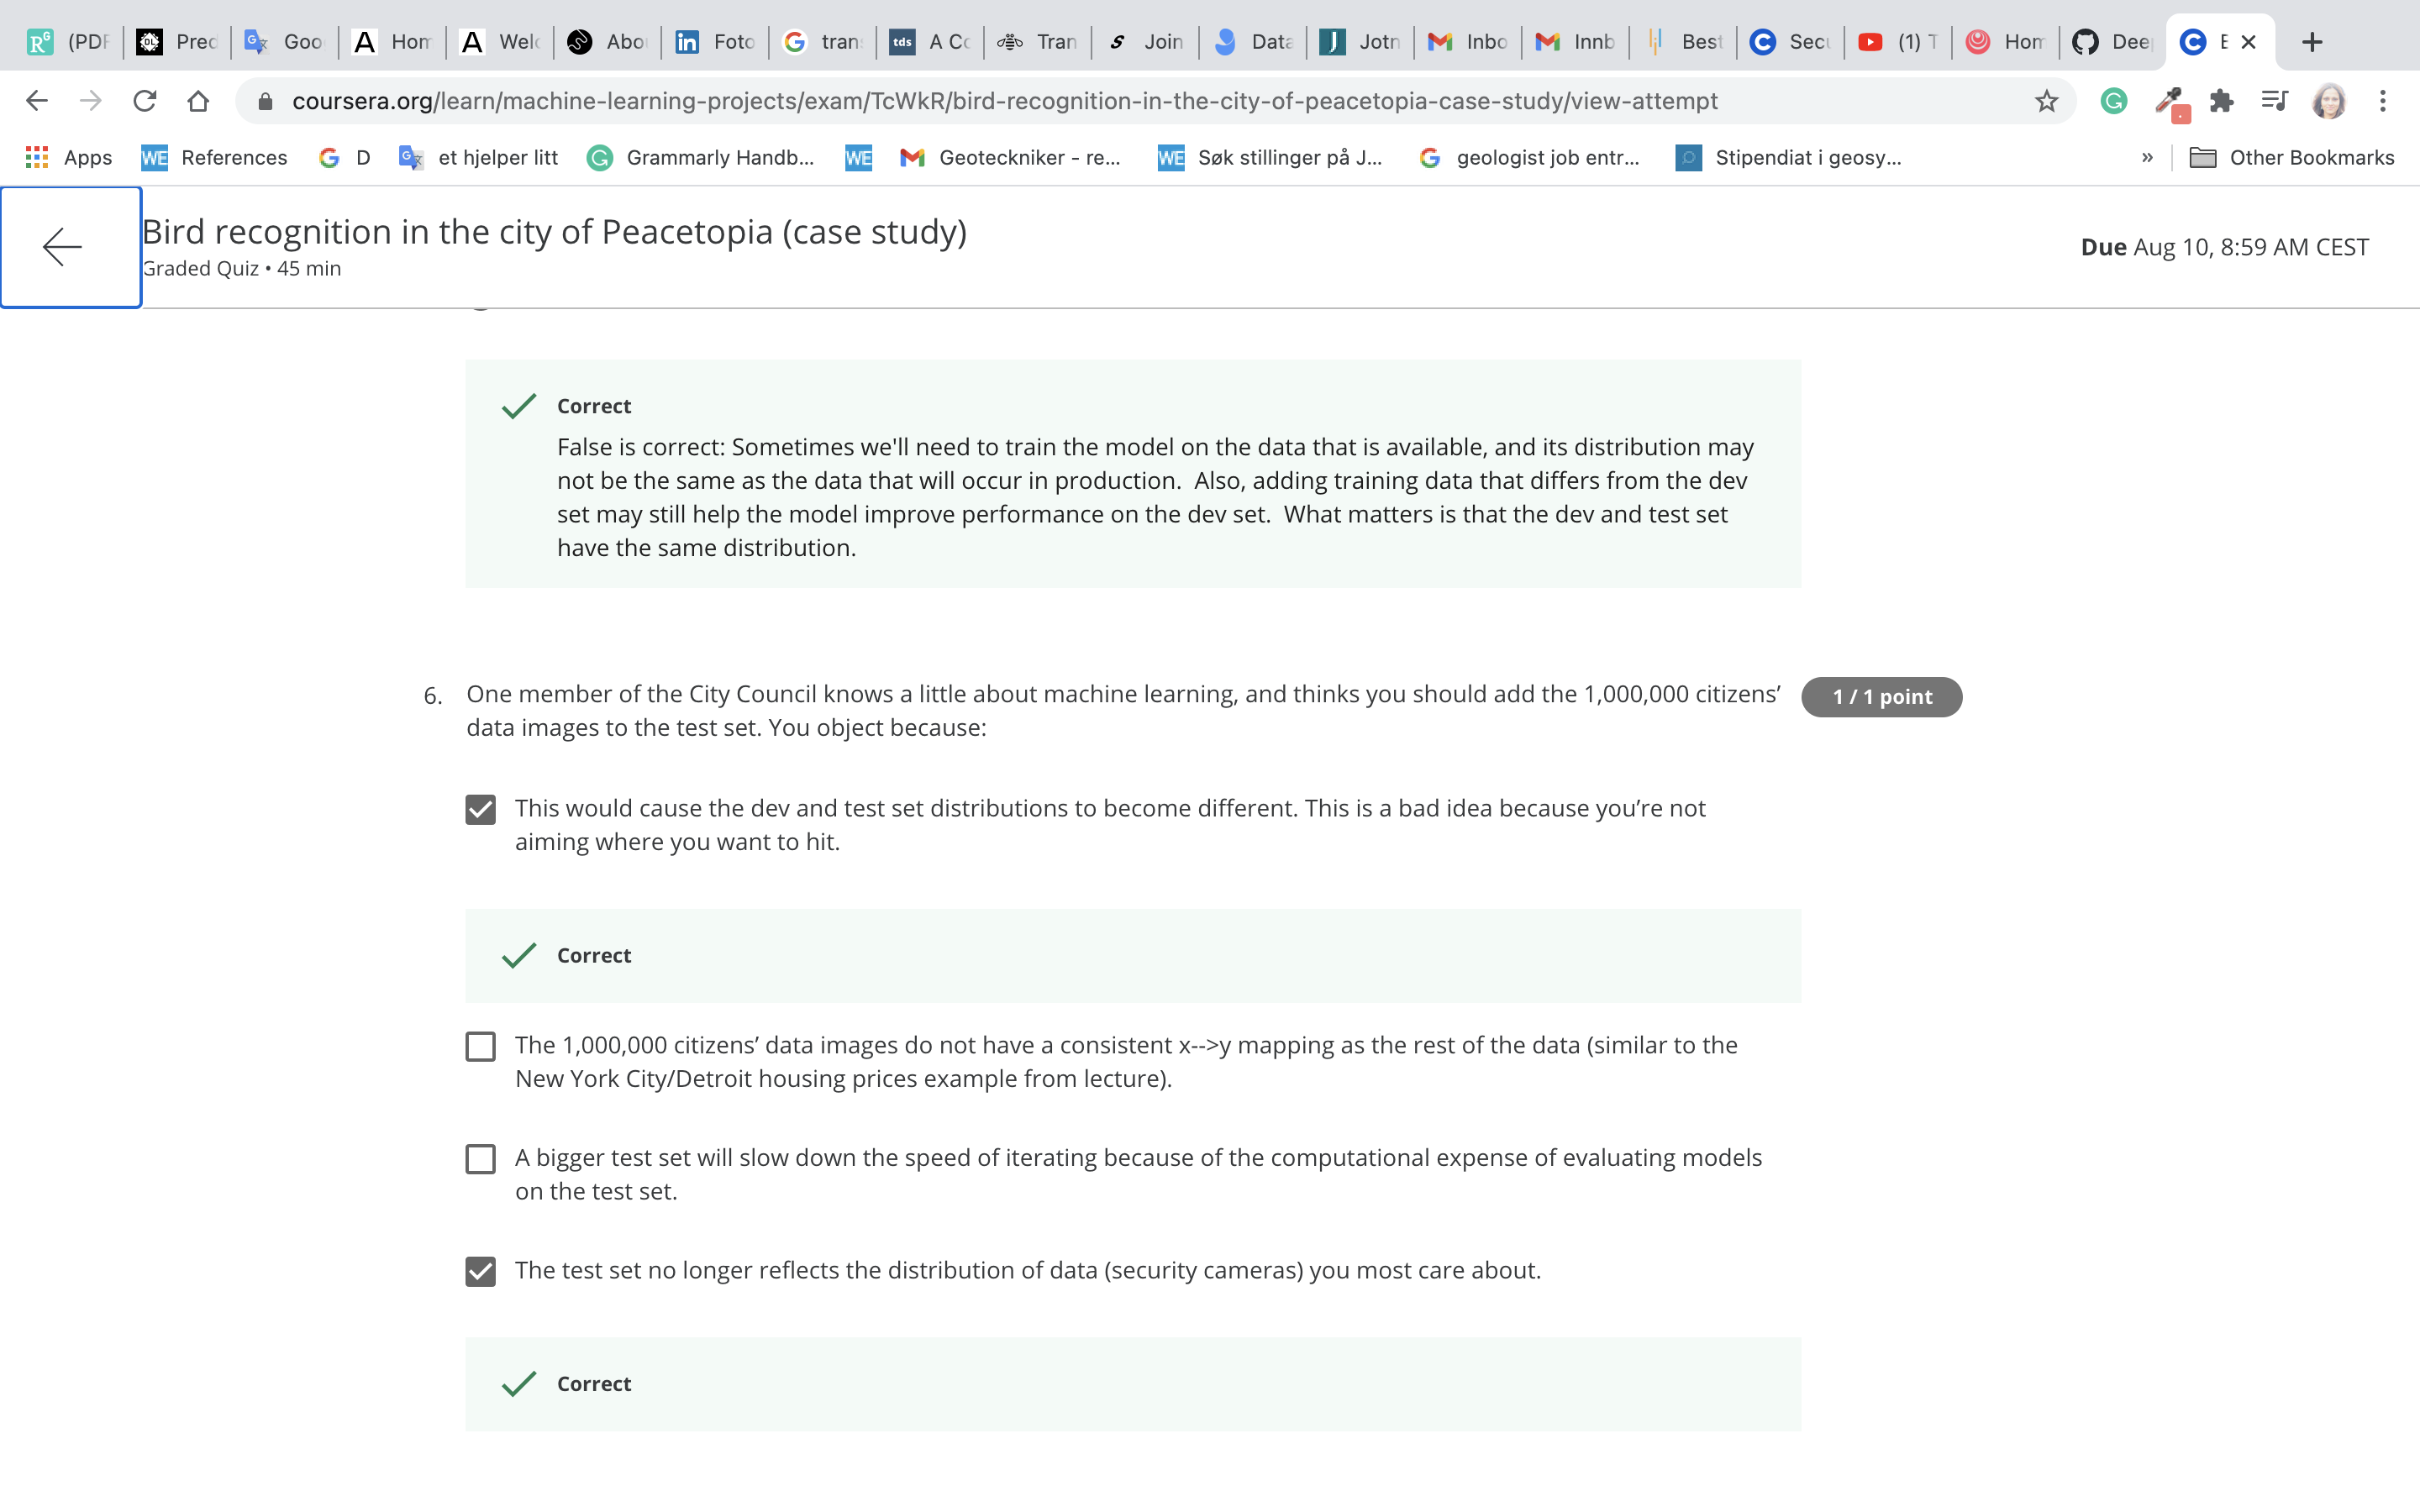 (PDF Pred Goo Hom Welc Abo Foto tran tds A Co Tran Join Data Jotn Inbo Innb Best Secu (1) T Hom Deep
coursera.org/learn/machine-learning-projects/exam/TcWkR/bird-recognition-in-the-city-of-peacetopia-case-study/view-attempt
Apps WE References D et hjelper litt Grammarly Handb... WE Geoteckniker - re... WE Søk stillinger på J... geologist job entr... Stipendiat i geosy... » Other Bookmarks
Bird recognition in the city of Peacetopia (case study)
Graded Quiz • 45 min
Due Aug 10, 8:59 AM CEST
Correct
False is correct: Sometimes we'll need to train the model on the data that is available, and its distribution may
not be the same as the data that will occur in production. Also, adding training data that differs from the dev
set may still help the model improve performance on the dev set. What matters is that the dev and test set
have the same distribution.
6. One member of the City Council knows a little about machine learning, and thinks you should add the 1,000,000 citizens’
data images to the test set. You object because:
1 / 1 point
This would cause the dev and test set distributions to become different. This is a bad idea because you’re not
aiming where you want to hit.
Correct
The 1,000,000 citizens’ data images do not have a consistent x-->y mapping as the rest of the data (similar to the
New York City/Detroit housing prices example from lecture).
A bigger test set will slow down the speed of iterating because of the computational expense of evaluating models
on the test set.
The test set no longer reflects the distribution of data (security cameras) you most care about.
Correct